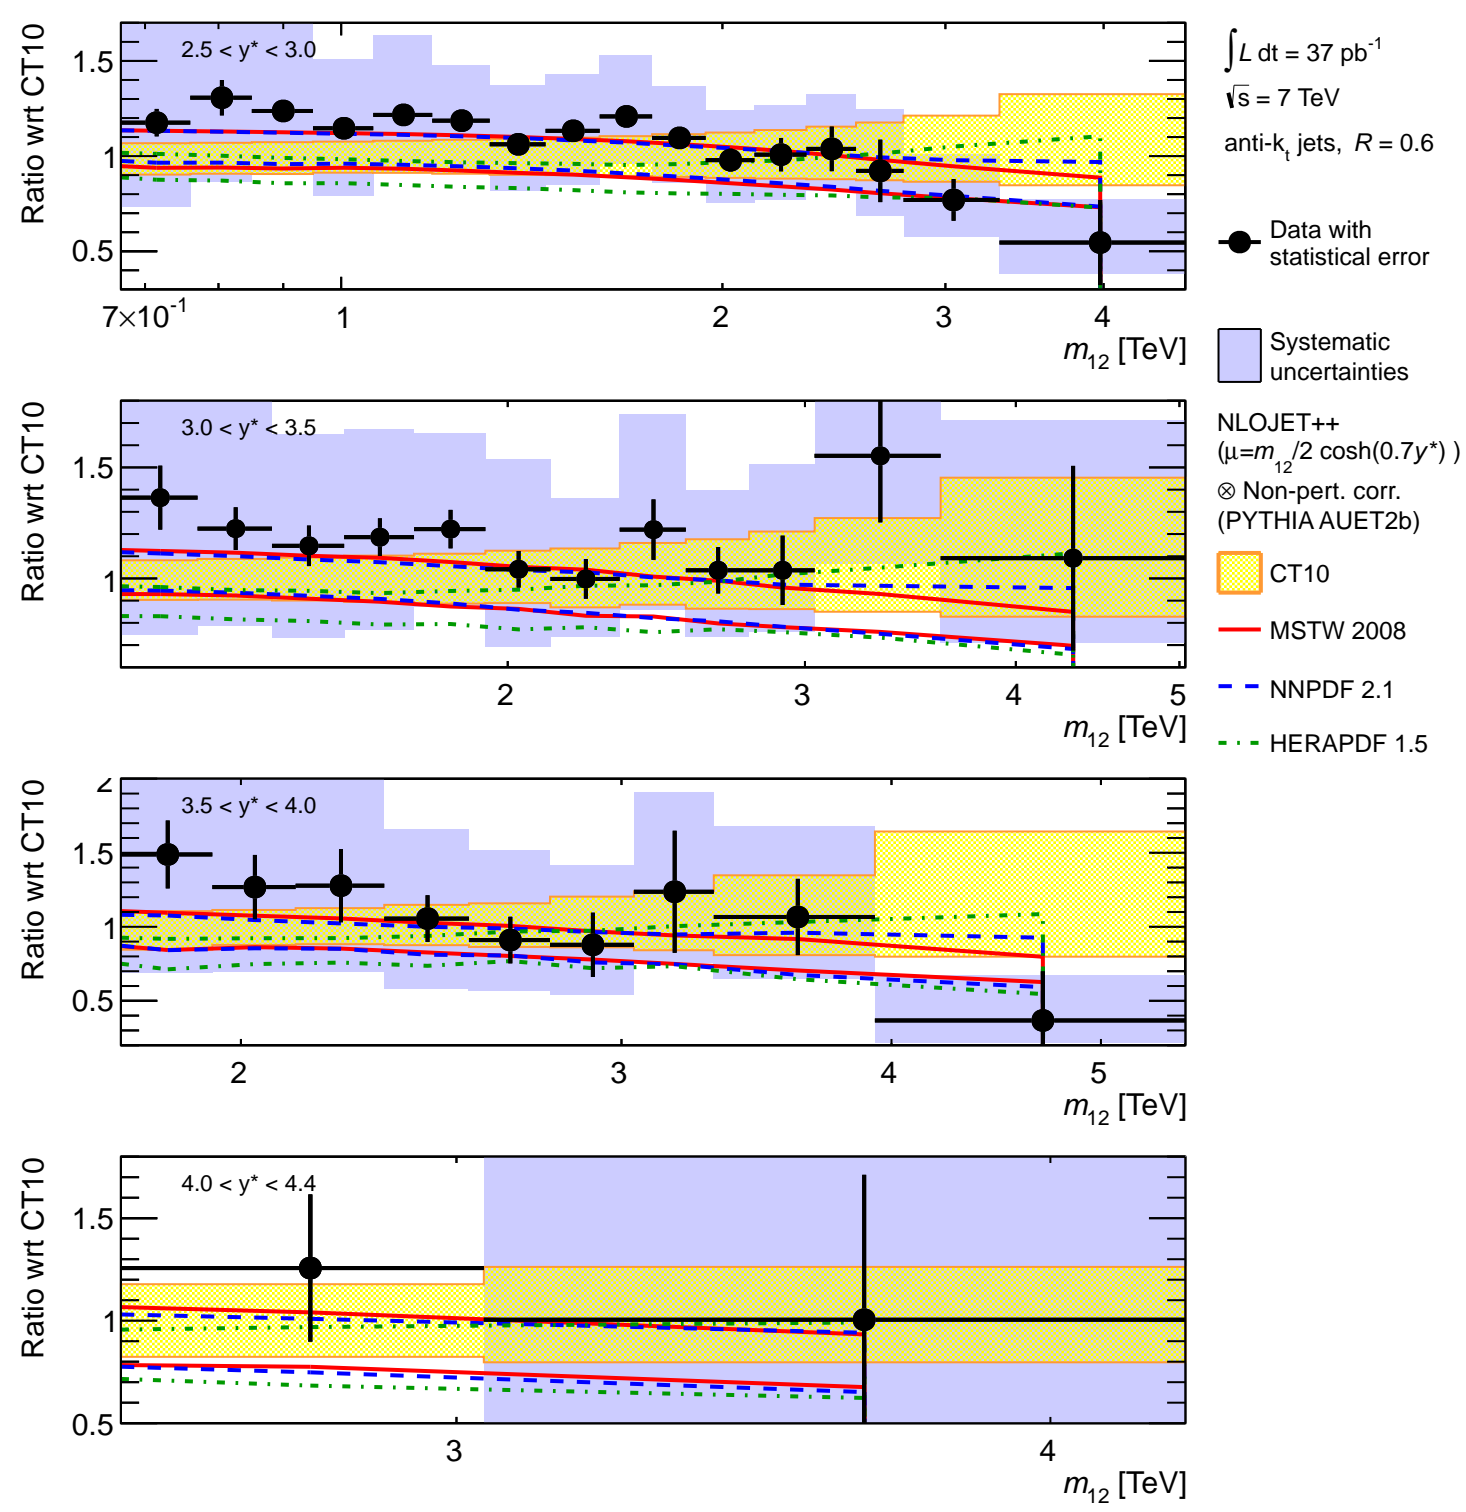 Ratio wrt CT10
2.5 < y* < 3.0
1.5
1
0.5
7×10⁻¹
1
2
3
4
m₁₂ [TeV]
Ratio wrt CT10
3.0 < y* < 3.5
1.5
1
2
3
4
5
m₁₂ [TeV]
Ratio wrt CT10
3.5 < y* < 4.0
2
1.5
1
0.5
2
3
4
5
m₁₂ [TeV]
Ratio wrt CT10
4.0 < y* < 4.4
1.5
1
0.5
3
4
m₁₂ [TeV]
∫L dt = 37 pb⁻¹
√s = 7 TeV
anti-kₜ jets, R = 0.6
Data with
statistical error
Systematic
uncertainties
NLOJET++
(μ=m₁₂/2 cosh(0.7y*) )
⊗ Non-pert. corr.
(PYTHIA AUET2b)
CT10
MSTW 2008
NNPDF 2.1
HERAPDF 1.5